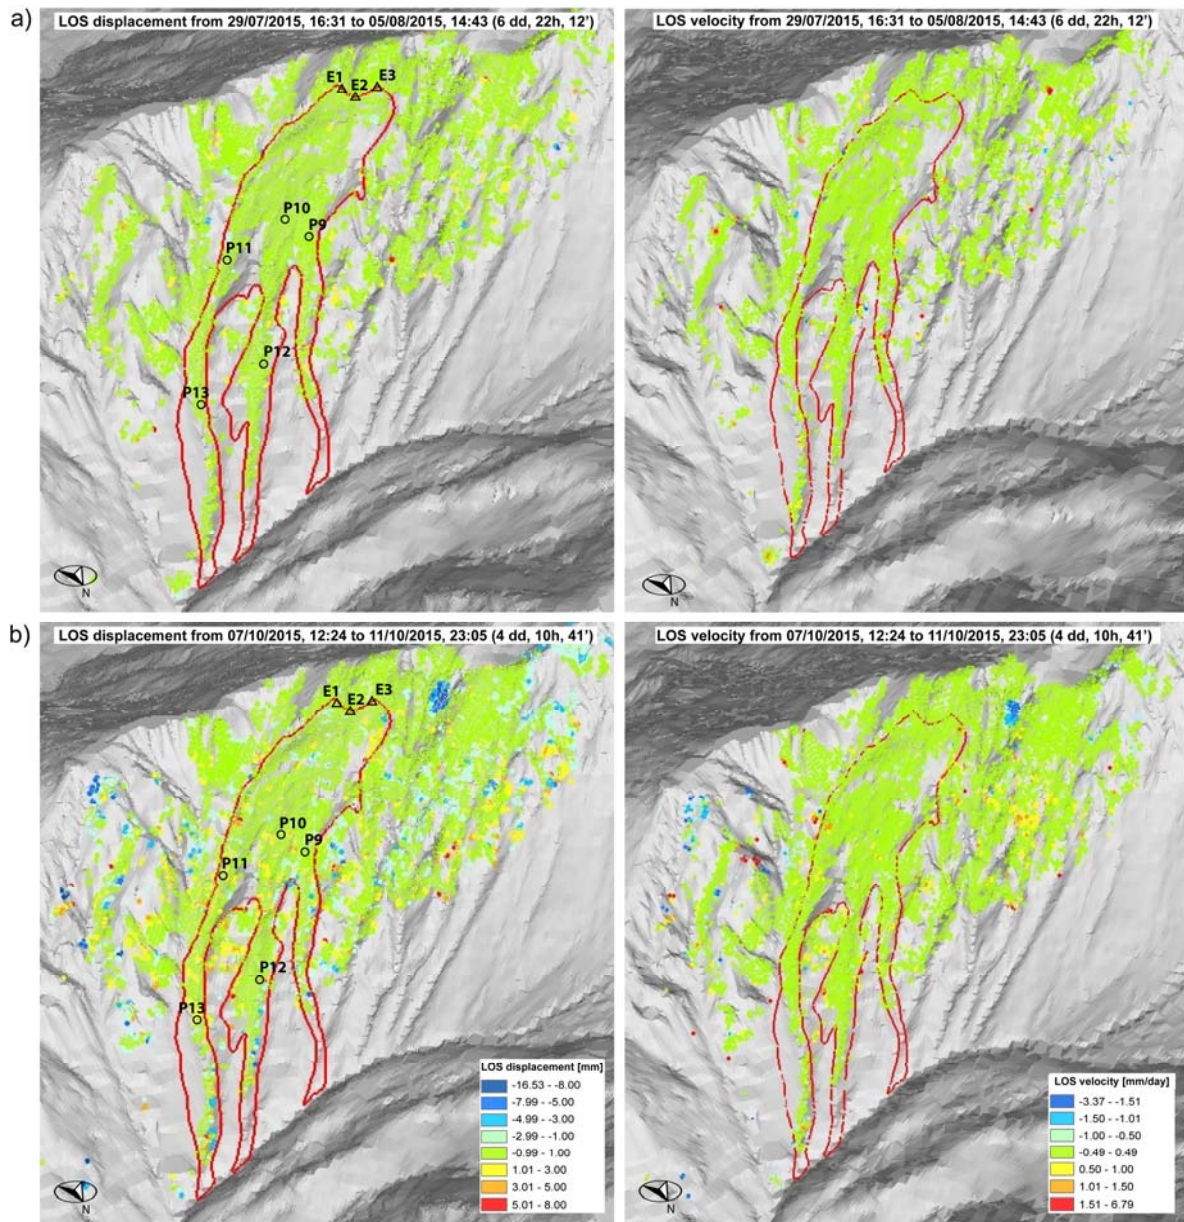 a)
LOS displacement from 29/07/2015, 16:31 to 05/08/2015, 14:43 (6 dd, 22h, 12')
E1
E2
E3
P10
P9
P11
P12
P13
N
LOS velocity from 29/07/2015, 16:31 to 05/08/2015, 14:43 (6 dd, 22h, 12')
N
b)
LOS displacement from 07/10/2015, 12:24 to 11/10/2015, 23:05 (4 dd, 10h, 41')
E1
E2
E3
P10
P9
P11
P12
P13
LOS displacement [mm]
-16.53 - -8.00
-7.99 - -5.00
-4.99 - -3.00
-2.99 - -1.00
-0.99 - 1.00
1.01 - 3.00
3.01 - 5.00
5.01 - 8.00
N
LOS velocity from 07/10/2015, 12:24 to 11/10/2015, 23:05 (4 dd, 10h, 41')
LOS velocity [mm/day]
-3.37 - -1.51
-1.50 - -1.01
-1.00 - -0.50
-0.49 - 0.49
0.50 - 1.00
1.01 - 1.50
1.51 - 6.79
N